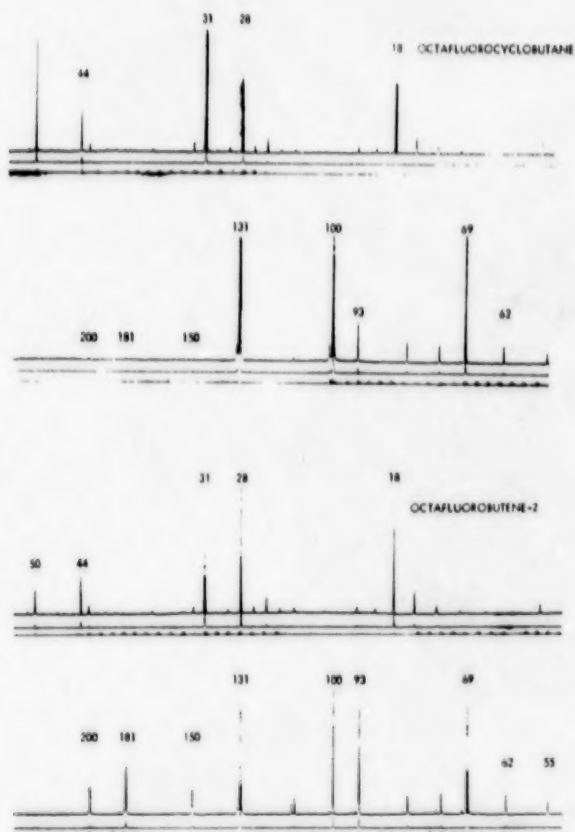 31 28
44 18 OCTAFLUOROCYCLOBUTANE
131 100 69
93 62
200 181 150
31 28 18
OCTAFLUOROBUTENE-2
50 44
131 100 93 69
200 181 150
62 55